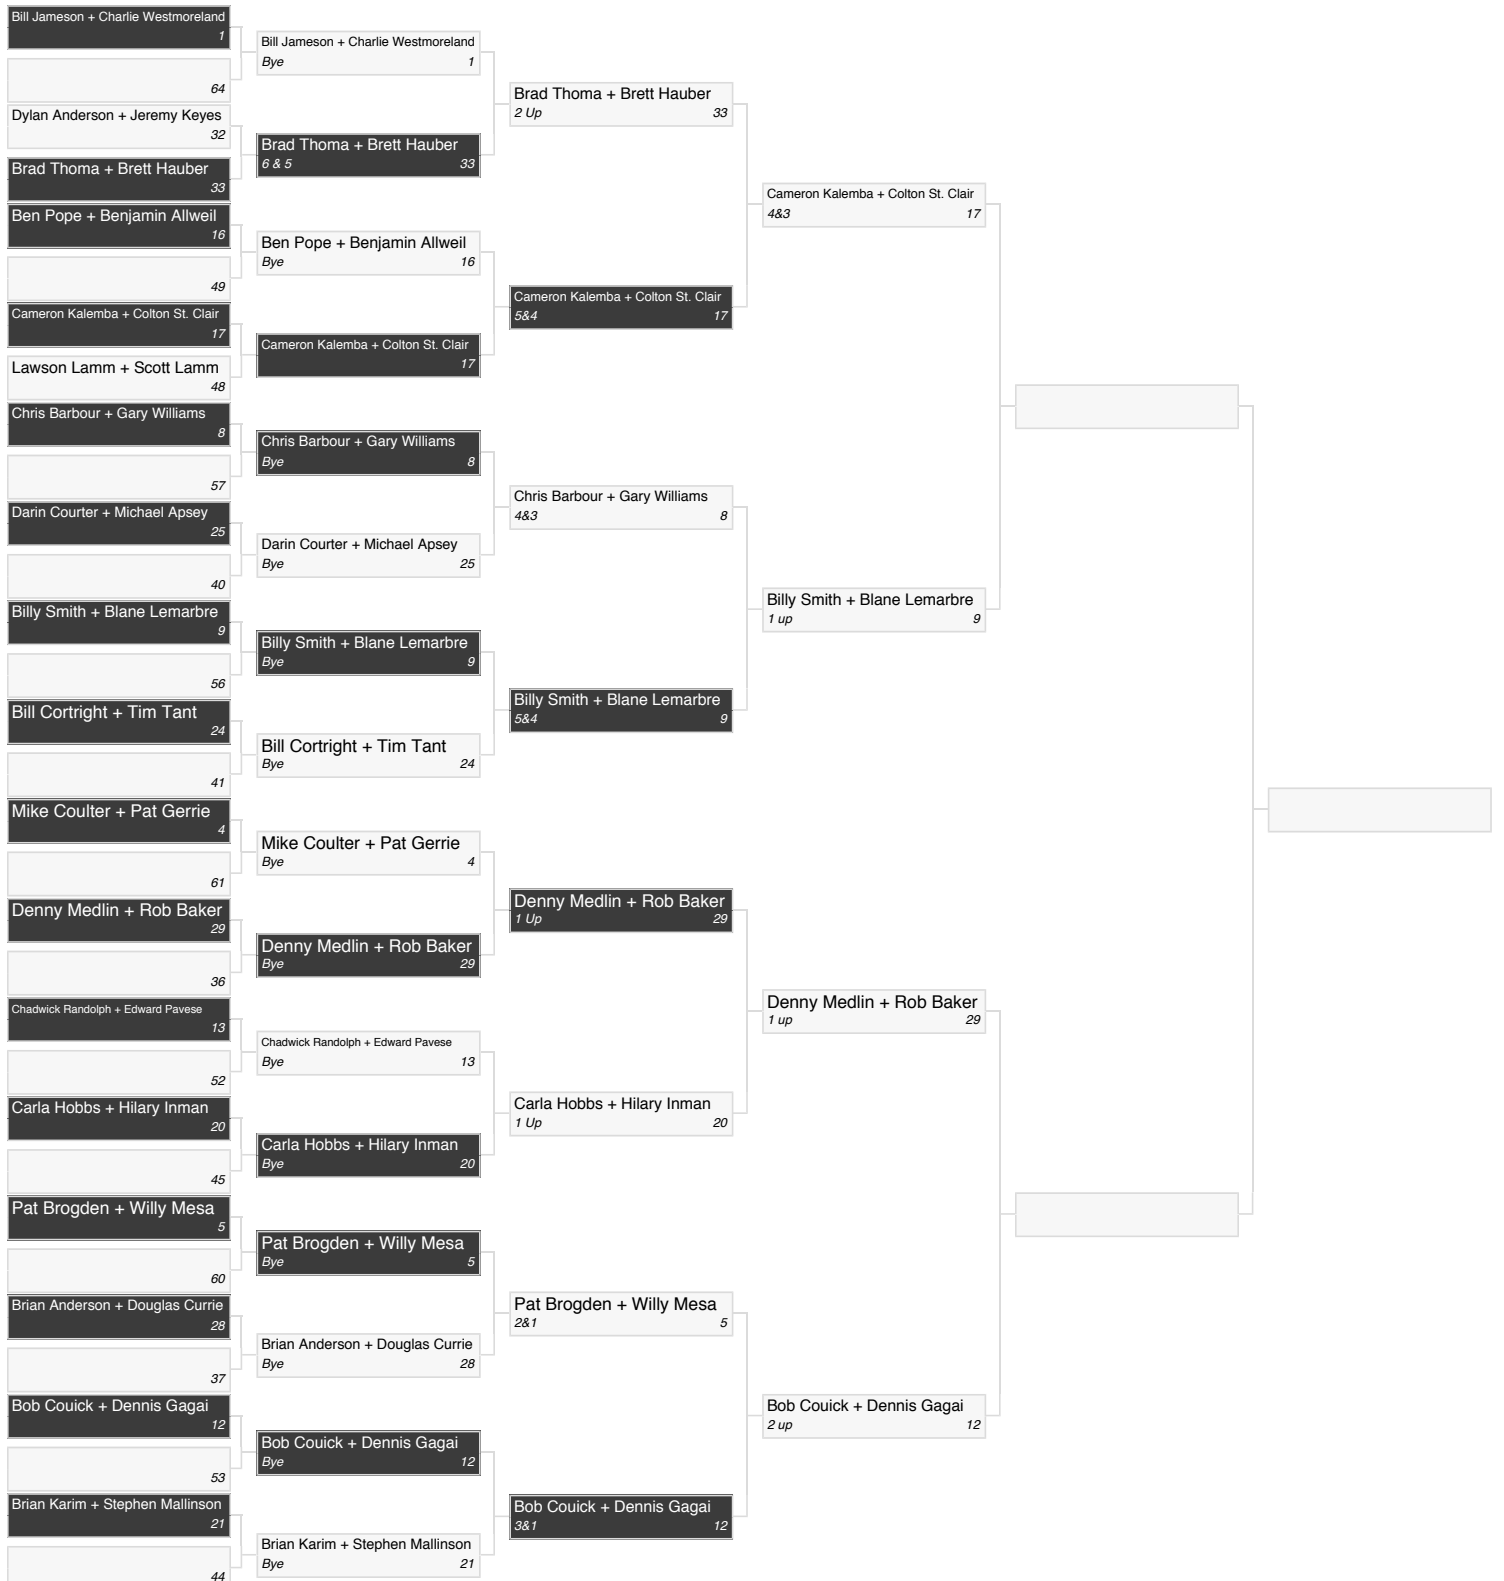 Bill Jameson + Charlie Westmoreland
1
64
Dylan Anderson + Jeremy Keyes
32
Brad Thoma + Brett Hauber
33
Ben Pope + Benjamin Allweil
16
49
Cameron Kalemba + Colton St. Clair
17
Lawson Lamm + Scott Lamm
48
Chris Barbour + Gary Williams
8
57
Darin Courter + Michael Apsey
25
40
Billy Smith + Blane Lemarbre
9
56
Bill Cortright + Tim Tant
24
41
Mike Coulter + Pat Gerrie
4
61
Denny Medlin + Rob Baker
29
36
Chadwick Randolph + Edward Pavese
13
52
Carla Hobbs + Hilary Inman
20
45
Pat Brogden + Willy Mesa
5
60
Brian Anderson + Douglas Currie
28
37
Bob Couick + Dennis Gagai
12
53
Brian Karim + Stephen Mallinson
21
44
Bill Jameson + Charlie Westmoreland
Bye 1
Brad Thoma + Brett Hauber
6 & 5 33
Ben Pope + Benjamin Allweil
Bye 16
Cameron Kalemba + Colton St. Clair
17
Chris Barbour + Gary Williams
Bye 8
Darin Courter + Michael Apsey
Bye 25
Billy Smith + Blane Lemarbre
Bye 9
Bill Cortright + Tim Tant
Bye 24
Mike Coulter + Pat Gerrie
Bye 4
Denny Medlin + Rob Baker
Bye 29
Chadwick Randolph + Edward Pavese
Bye 13
Carla Hobbs + Hilary Inman
Bye 20
Pat Brogden + Willy Mesa
Bye 5
Brian Anderson + Douglas Currie
Bye 28
Bob Couick + Dennis Gagai
Bye 12
Brian Karim + Stephen Mallinson
Bye 21
Brad Thoma + Brett Hauber
2 Up 33
Cameron Kalemba + Colton St. Clair
5&4 17
Chris Barbour + Gary Williams
4&3 8
Billy Smith + Blane Lemarbre
5&4 9
Denny Medlin + Rob Baker
1 Up 29
Carla Hobbs + Hilary Inman
1 Up 20
Pat Brogden + Willy Mesa
2&1 5
Bob Couick + Dennis Gagai
3&1 12
Cameron Kalemba + Colton St. Clair
4&3 17
Billy Smith + Blane Lemarbre
1 up 9
Denny Medlin + Rob Baker
1 up 29
Bob Couick + Dennis Gagai
2 up 12